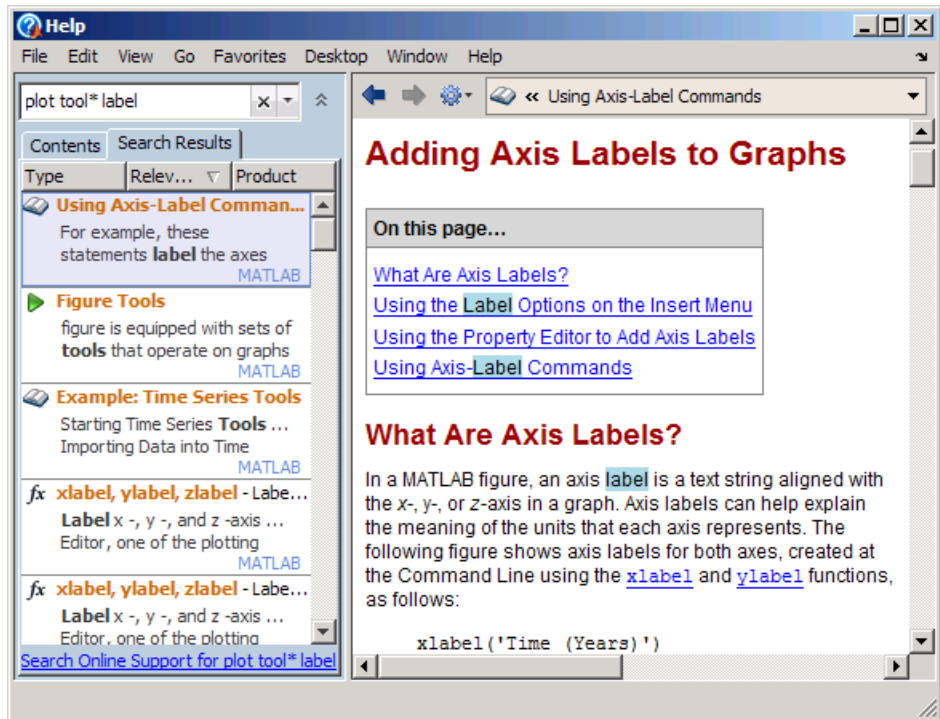 Help
File Edit View Go Favorites Desktop Window Help
plot tool* label
Contents Search Results
Type Relev... Product
Using Axis-Label Comman...
For example, these
statements label the axes
MATLAB
Figure Tools
figure is equipped with sets of
tools that operate on graphs
MATLAB
Example: Time Series Tools
Starting Time Series Tools ...
Importing Data into Time
MATLAB
fx xlabel, ylabel, zlabel - Labe...
Label x -, y -, and z -axis ...
Editor, one of the plotting
MATLAB
fx xlabel, ylabel, zlabel - Labe...
Label x -, y -, and z -axis ...
Editor, one of the plotting
Search Online Support for plot tool* label
« Using Axis-Label Commands
Adding Axis Labels to Graphs
On this page...
What Are Axis Labels?
Using the Label Options on the Insert Menu
Using the Property Editor to Add Axis Labels
Using Axis-Label Commands
What Are Axis Labels?
In a MATLAB figure, an axis label is a text string aligned with
the x-, y-, or z-axis in a graph. Axis labels can help explain
the meaning of the units that each axis represents. The
following figure shows axis labels for both axes, created at
the Command Line using the xlabel and ylabel functions,
as follows:
xlabel('Time (Years)')